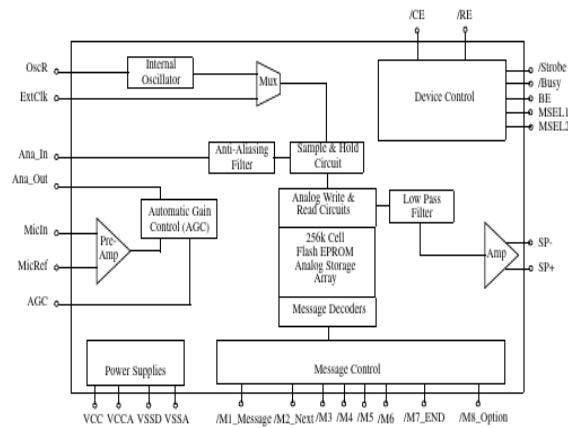 /CE
/RE
OscR
Internal
Oscillator
Mux
ExtClk
Device Control
/Strobe
/Busy
BE
MSEL1
MSEL2
Ana_In
Anti-Aliasing
Filter
Sample & Hold
Circuit
Ana_Out
Automatic Gain
Control (AGC)
Analog Write &
Read Circuits
Low Pass
Filter
MicIn
Pre-
Amp
MicRef
256k Cell
Flash EPROM
Analog Storage
Array
Amp
SP-
SP+
AGC
Message Decoders
Power Supplies
Message Control
VCC
VCCA
VSSD
VSSA
/M1_Message
/M2_Next
/M3
/M4
/M5
/M6
/M7_END
/M8_Option